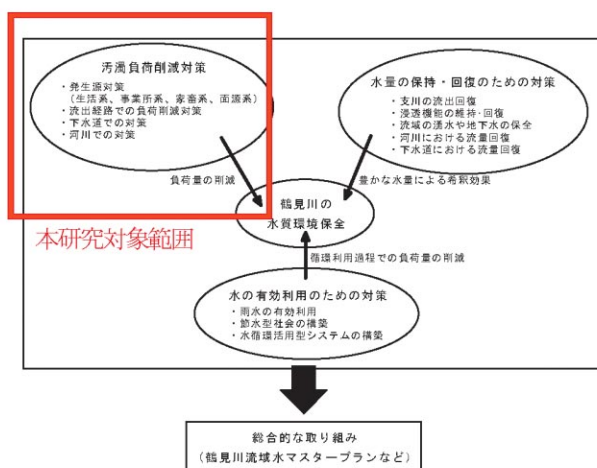 汚濁負荷削減対策
・発生源対策
(生活系、事業所系、家畜系、面源系)
・流出経路での負荷削減対策
・下水道での対策
・河川での対策
水量の保持・回復のための対策
・支川の流出回復
・浸透機能の維持・回復
・流域の湧水や地下水の保全
・河川における流量回復
・下水道における流量回復
負荷量の削減
豊かな水量による希釈効果
鶴見川の
水質環境保全
本研究対象範囲
循環利用過程での負荷量の削減
水の有効利用のための対策
・雨水の有効利用
・節水型社会の構築
・水循環活用型システムの構築
総合的な取り組み
(鶴見川流域水マスタープランなど)